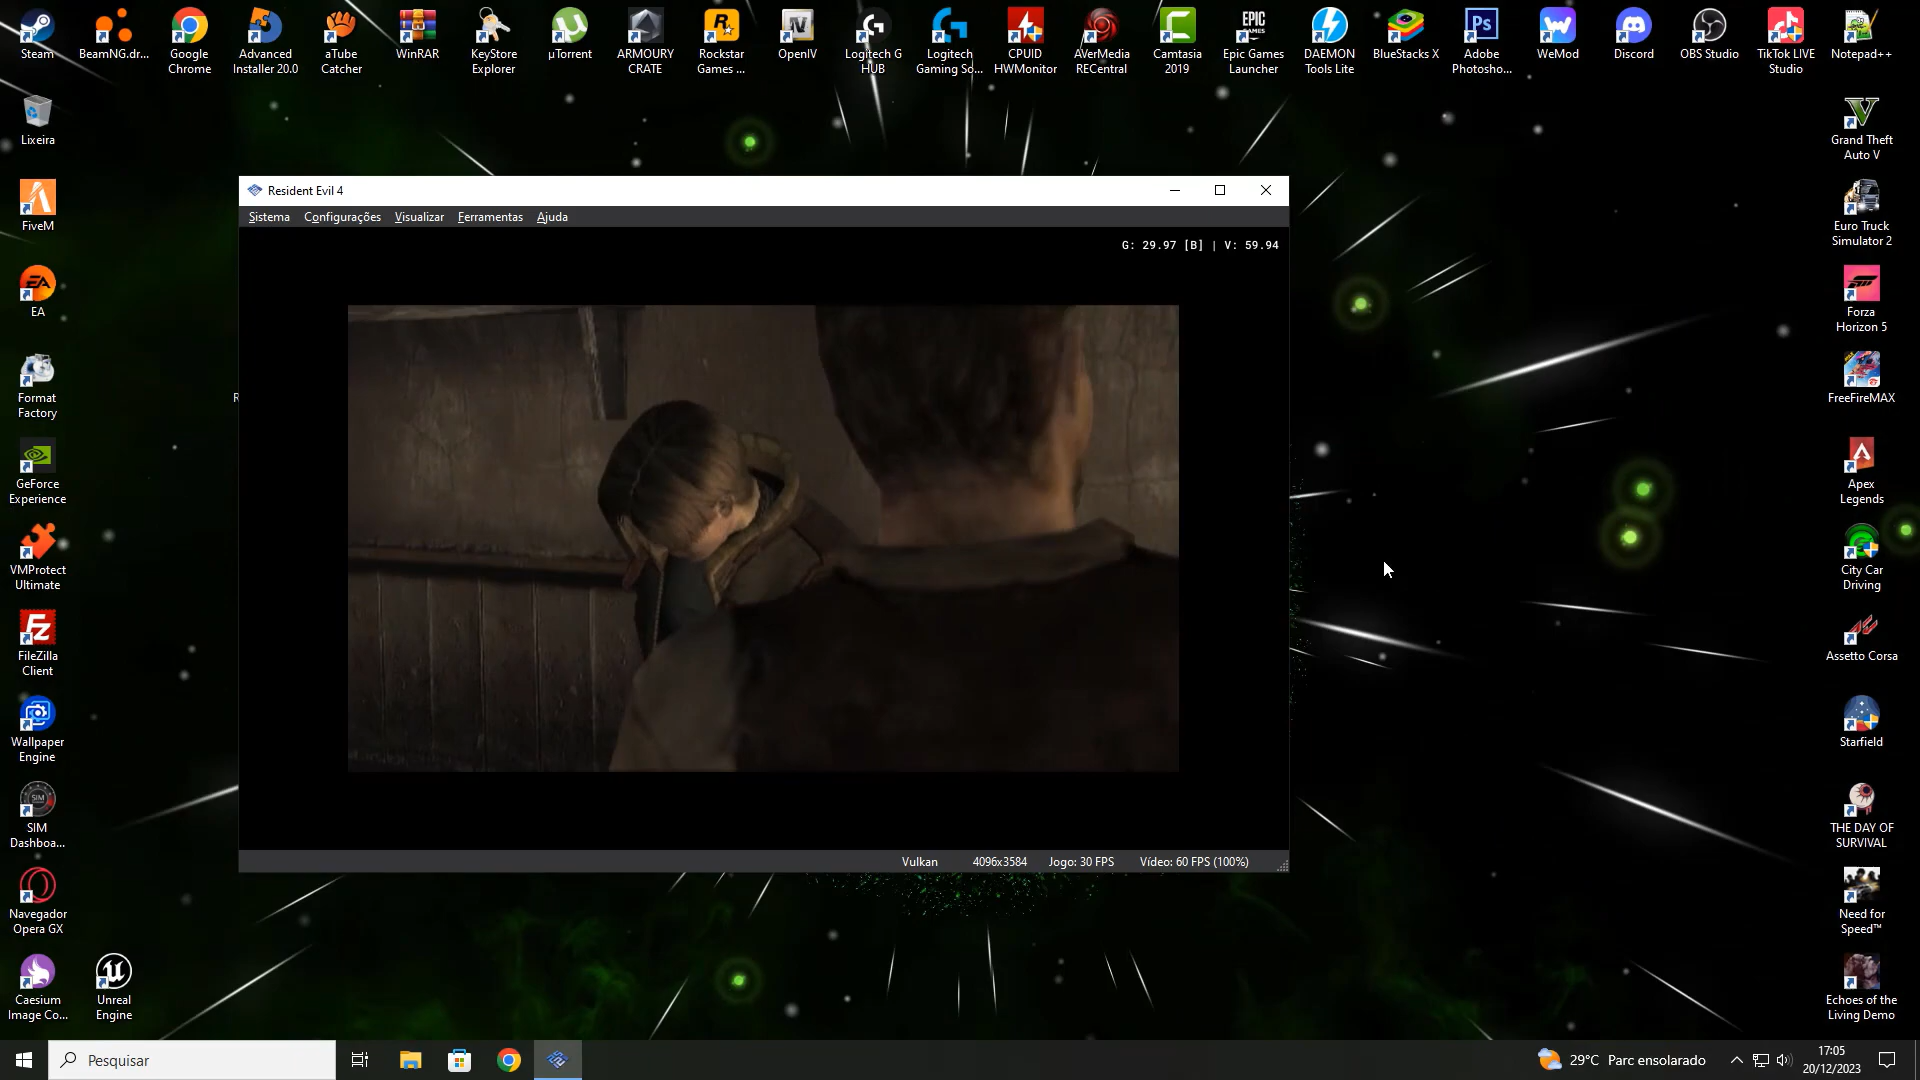 Steam
BeamNG.dr...
Google
Chrome
Advanced
Installer 20.0
aTube
Catcher
WinRAR
KeyStore
Explorer
µTorrent
ARMOURY
CRATE
Rockstar
Games ...
OpenIV
Logitech G
HUB
Logitech
Gaming So...
CPUID
HWMonitor
AVerMedia
RECentral
Camtasia
2019
EPIC
GAMES
Epic Games
Launcher
DAEMON
Tools Lite
BlueStacks X
Adobe
Photosho...
WeMod
Discord
OBS Studio
TikTok LIVE
Studio
Notepad++
Lixeira
FiveM
EA
Format
Factory
GeForce
Experience
VMProtect
Ultimate
FileZilla
Client
Wallpaper
Engine
SIM
Dashboa...
Navegador
Opera GX
Caesium
Image Co...
Unreal
Engine
Resident Evil 4
Sistema Configurações Visualizar Ferramentas Ajuda
G: 29.97 [B] | V: 59.94
R
Vulkan 4096x3584 Jogo: 30 FPS Vídeo: 60 FPS (100%)
Grand Theft
Auto V
Euro Truck
Simulator 2
Forza
Horizon 5
FreeFireMAX
Apex
Legends
City Car
Driving
Assetto Corsa
Starfield
THE DAY OF
SURVIVAL
Need for
Speed™
Echoes of the
Living Demo
Pesquisar
29°C Parc ensolarado
17:05
20/12/2023